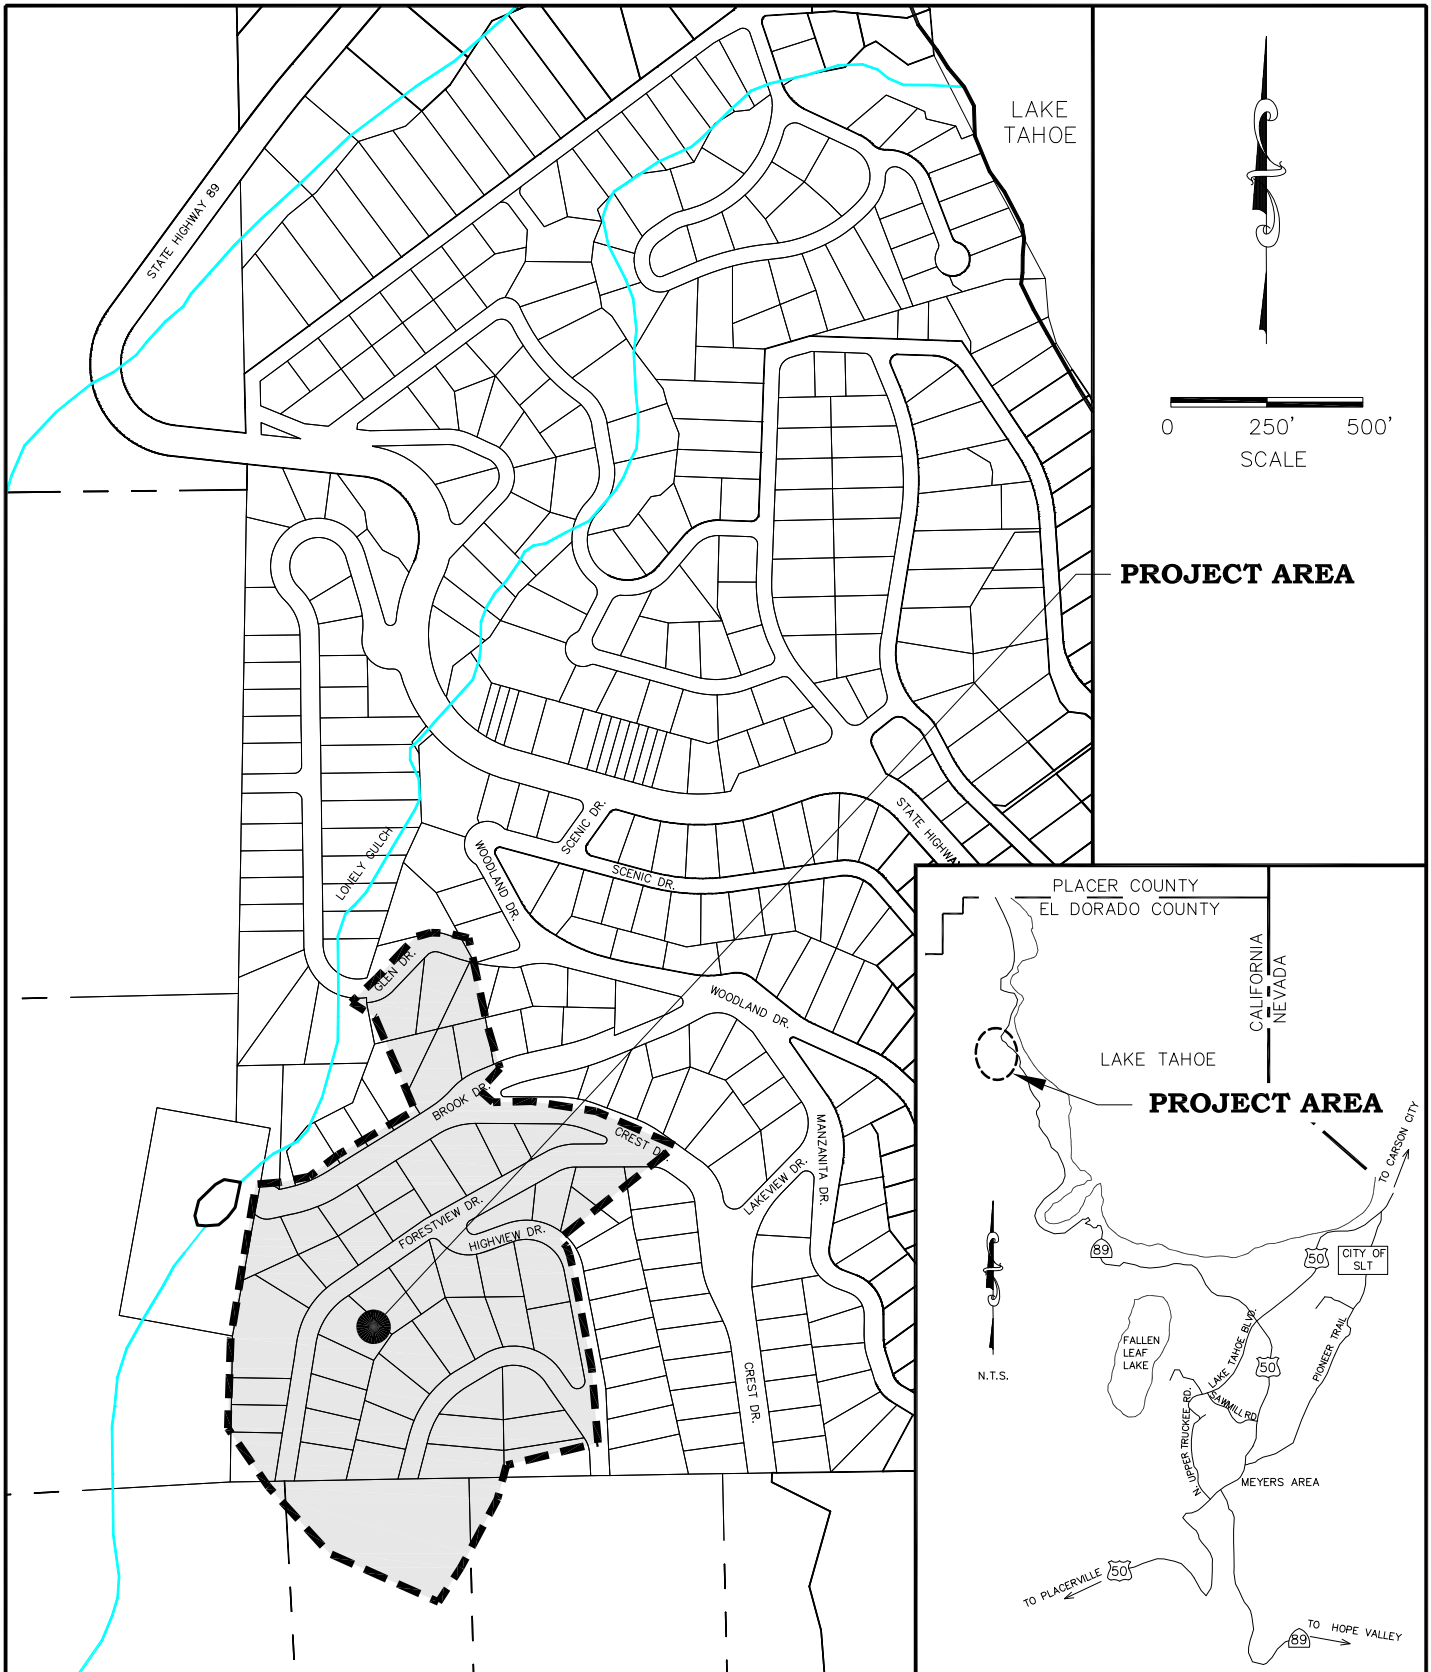 LAKE
TAHOE
STATE HIGHWAY 89
0 250' 500'
SCALE
PROJECT AREA
STATE HIGHWAY
SCENIC DR.
SCENIC DR.
WOODLAND DR.
LONELY GULCH
GLEN DR.
WOODLAND DR.
BROOK DR.
CREST DR.
MANZANITA DR.
LAKEVIEW DR.
FORESTVIEW DR.
HIGHVIEW DR.
CREST DR.
PLACER COUNTY
EL DORADO COUNTY
CALIFORNIA
NEVADA
LAKE TAHOE
PROJECT AREA
TO CARSON CITY
89
50
CITY OF
SLT
FALLEN
LEAF
LAKE
LAKE TAHOE BLVD.
50
PIONEER TRAIL
N.T.S.
SAWMILL RD
N. UPPER TRUCKEE RD.
MEYERS AREA
50
TO PLACERVILLE
TO HOPE VALLEY
89